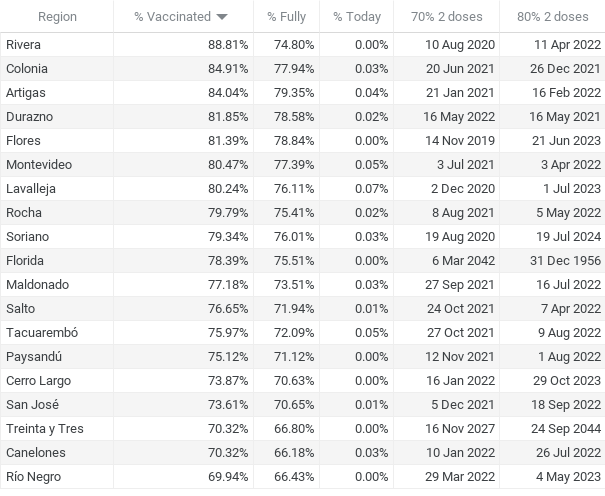 Region % Vaccinated % Fully % Today 70% 2 doses 80% 2 doses
Rivera 88.81% 74.80% 0.00% 10 Aug 2020 11 Apr 2022
Colonia 84.91% 77.94% 0.03% 20 Jun 2021 26 Dec 2021
Artigas 84.04% 79.35% 0.04% 21 Jan 2021 16 Feb 2022
Durazno 81.85% 78.58% 0.02% 16 May 2022 16 May 2021
Flores 81.39% 78.84% 0.00% 14 Nov 2019 21 Jun 2023
Montevideo 80.47% 77.39% 0.05% 3 Jul 2021 3 Apr 2022
Lavalleja 80.24% 76.11% 0.07% 2 Dec 2020 1 Jul 2023
Rocha 79.79% 75.41% 0.02% 8 Aug 2021 5 May 2022
Soriano 79.34% 76.01% 0.03% 19 Aug 2020 19 Jul 2024
Florida 78.39% 75.51% 0.00% 6 Mar 2042 31 Dec 1956
Maldonado 77.18% 73.51% 0.03% 27 Sep 2021 16 Jul 2022
Salto 76.65% 71.94% 0.01% 24 Oct 2021 7 Apr 2022
Tacuarembó 75.97% 72.09% 0.05% 27 Oct 2021 9 Aug 2022
Paysandú 75.12% 71.12% 0.00% 12 Nov 2021 1 Aug 2022
Cerro Largo 73.87% 70.63% 0.00% 16 Jan 2022 29 Oct 2023
San José 73.61% 70.65% 0.01% 5 Dec 2021 18 Sep 2022
Treinta y Tres 70.32% 66.80% 0.00% 16 Nov 2027 24 Sep 2044
Canelones 70.32% 66.18% 0.03% 10 Jan 2022 26 Jul 2022
Río Negro 69.94% 66.43% 0.00% 29 Mar 2022 4 May 2023